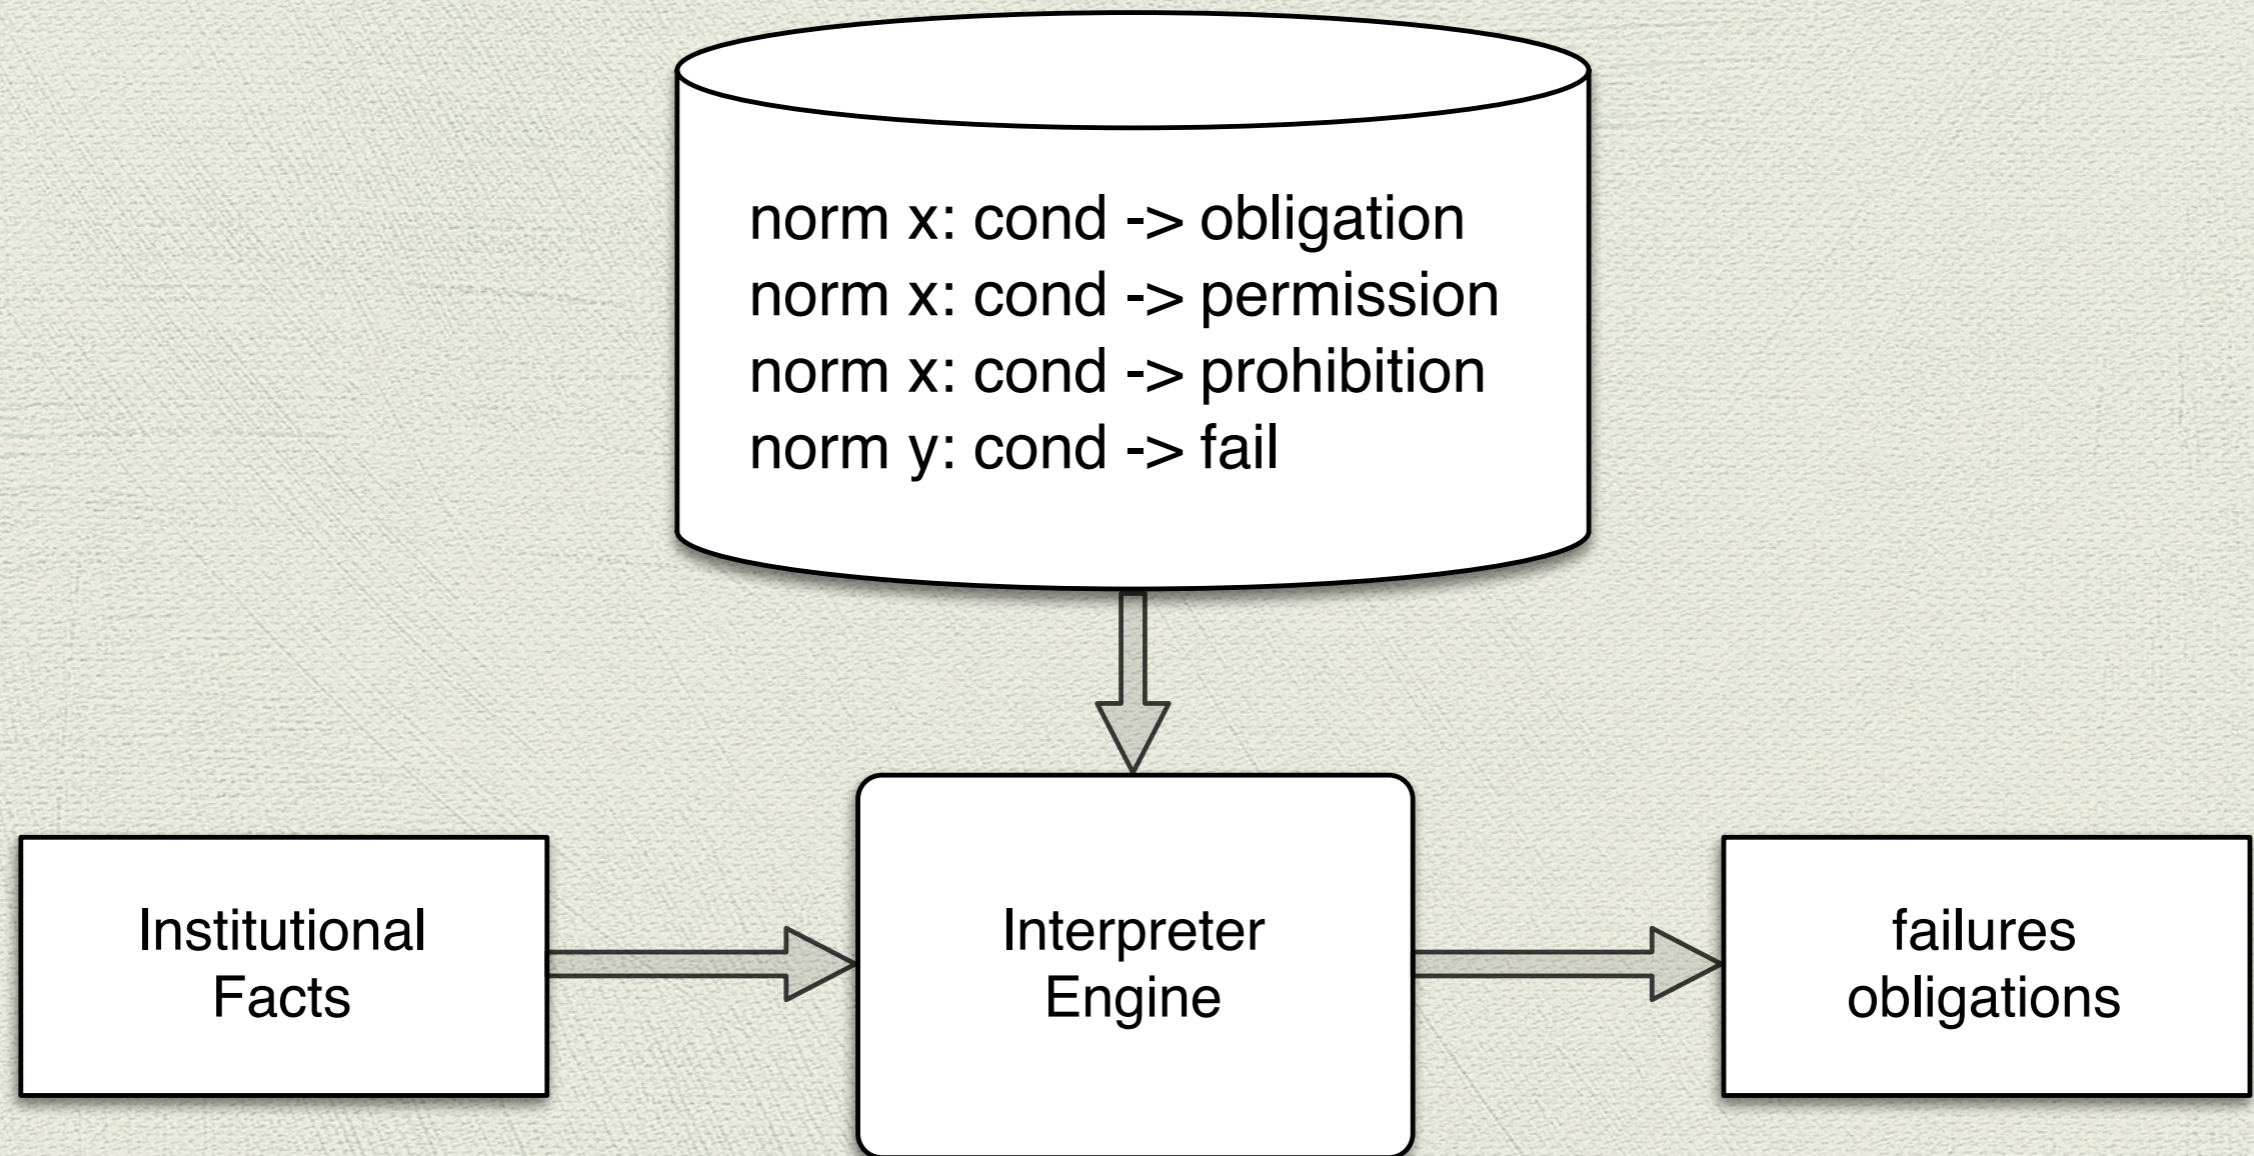 norm x: cond -> obligation
norm x: cond -> permission
norm x: cond -> prohibition
norm y: cond -> fail
Institutional
Facts
Interpreter
Engine
failures
obligations